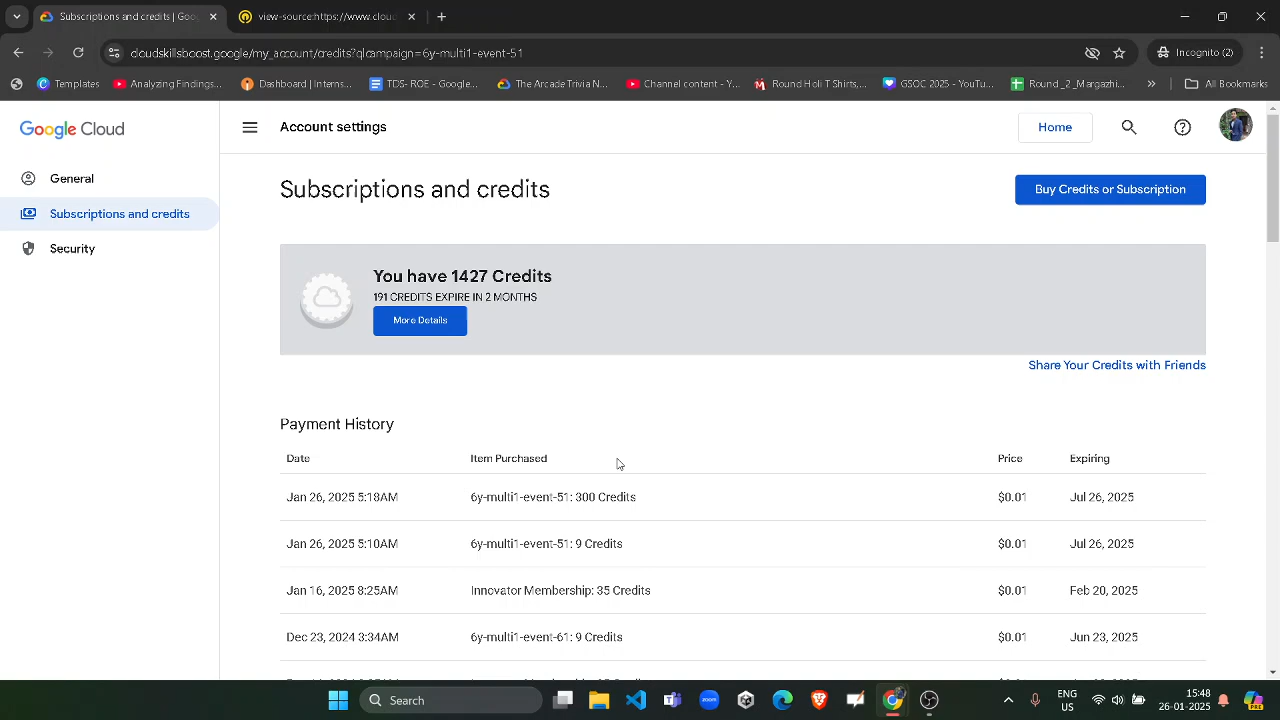 Subscriptions and credits | Goo
view-source:https://www.cloud
cloudskillsboost.google/my_account/credits?qlcampaign=6y-multi1-event-51
Incognito (2)
Templates
Analyzing Findings...
Dashboard | Interns...
TDS- ROE - Google...
The Arcade Trivia N...
Channel content - Y...
Round Holi T Shirts,...
GSOC 2025 - YouTu...
Round_2_Margazhi...
All Bookmarks
Google Cloud
Account settings
Home
General
Subscriptions and credits
Security
Subscriptions and credits
Buy Credits or Subscription
You have 1427 Credits
191 CREDITS EXPIRE IN 2 MONTHS
More Details
Share Your Credits with Friends
Payment History
Date Item Purchased Price Expiring
Jan 26, 2025 5:18AM 6y-multi1-event-51: 300 Credits $0.01 Jul 26, 2025
Jan 26, 2025 5:10AM 6y-multi1-event-51: 9 Credits $0.01 Jul 26, 2025
Jan 16, 2025 8:25AM Innovator Membership: 35 Credits $0.01 Feb 20, 2025
Dec 23, 2024 3:34AM 6y-multi1-event-61: 9 Credits $0.01 Jun 23, 2025
Search
zoom
ENG
US
15:48
26-01-2025
PRE